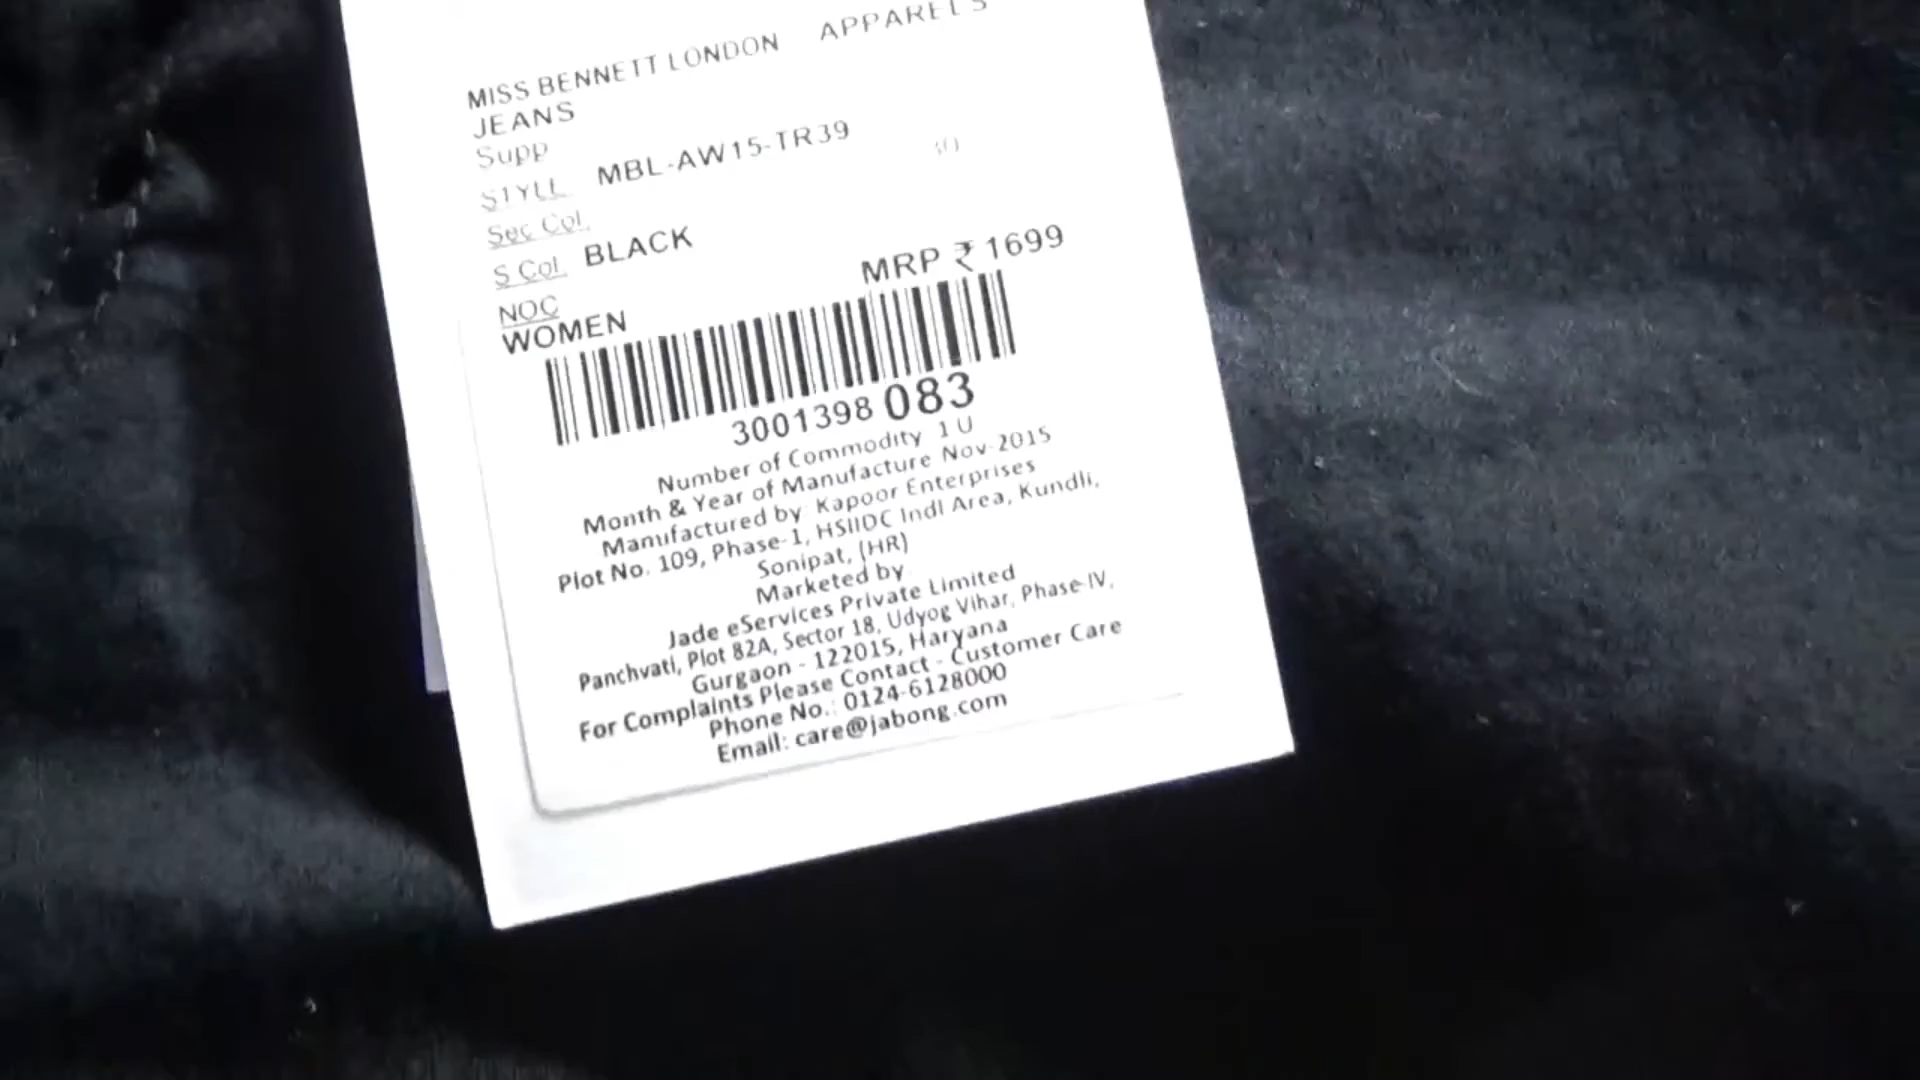 MISS BENNETT LONDON APPARELS
JEANS
Supp
STYLE MBL-AW15-TR39
Sec Col.
S Col. BLACK
NOC
MRP ₹ 1699
WOMEN
3001398 083
Number of Commodity 1 U
Month & Year of Manufacture Nov-2015
Manufactured by Kapoor Enterprises
Plot No. 109, Phase-1, HSIIDC Indl Area, Kundli,
Sonipat, (HR)
Marketed by
Jade eServices Private Limited
Panchvati, Plot 82A, Sector 18, Udyog Vihar, Phase-IV,
Gurgaon - 122015, Haryana
For Complaints Please Contact - Customer Care
Phone No.: 0124-6128000
Email: care@jabong.com